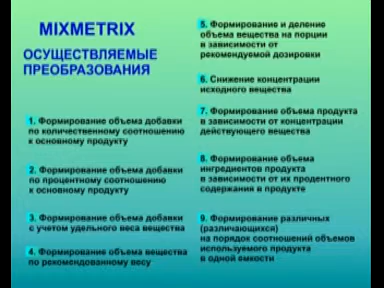 MIXMETRIX
ОСУЩЕСТВЛЯЕМЫЕ
ПРЕОБРАЗОВАНИЯ
1. Формирование объема добавки
по количественному соотношению
к основному продукту
2. Формирование объема добавки
по процентному соотношению
к основному продукту
3. Формирование объема добавки
с учетом удельного веса вещества
4. Формирование объема вещества
по рекомендованному весу
5. Формирование и деление
объема вещества на порции
в зависимости от
рекомендуемой дозировки
6. Снижение концентрации
исходного вещества
7. Формирование объема продукта
в зависимости от концентрации
действующего вещества
8. Формирование объема
ингредиентов продукта
в зависимости от их продентного
содержания в продукте
9. Формирование различных
(различающихся)
на порядок соотношений объемов
используемого продукта
в одной емкости